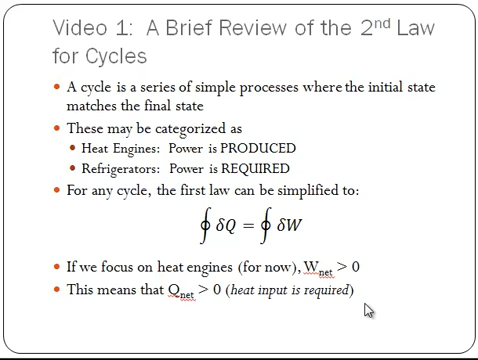 Video 1: A Brief Review of the 2nd Law
for Cycles
• A cycle is a series of simple processes where the initial state
matches the final state
• These may be categorized as
• Heat Engines: Power is PRODUCED
• Refrigerators: Power is REQUIRED
• For any cycle, the first law can be simplified to:
∮ δQ = ∮ δW
• If we focus on heat engines (for now), Wnet > 0
• This means that Qnet > 0 (heat input is required)